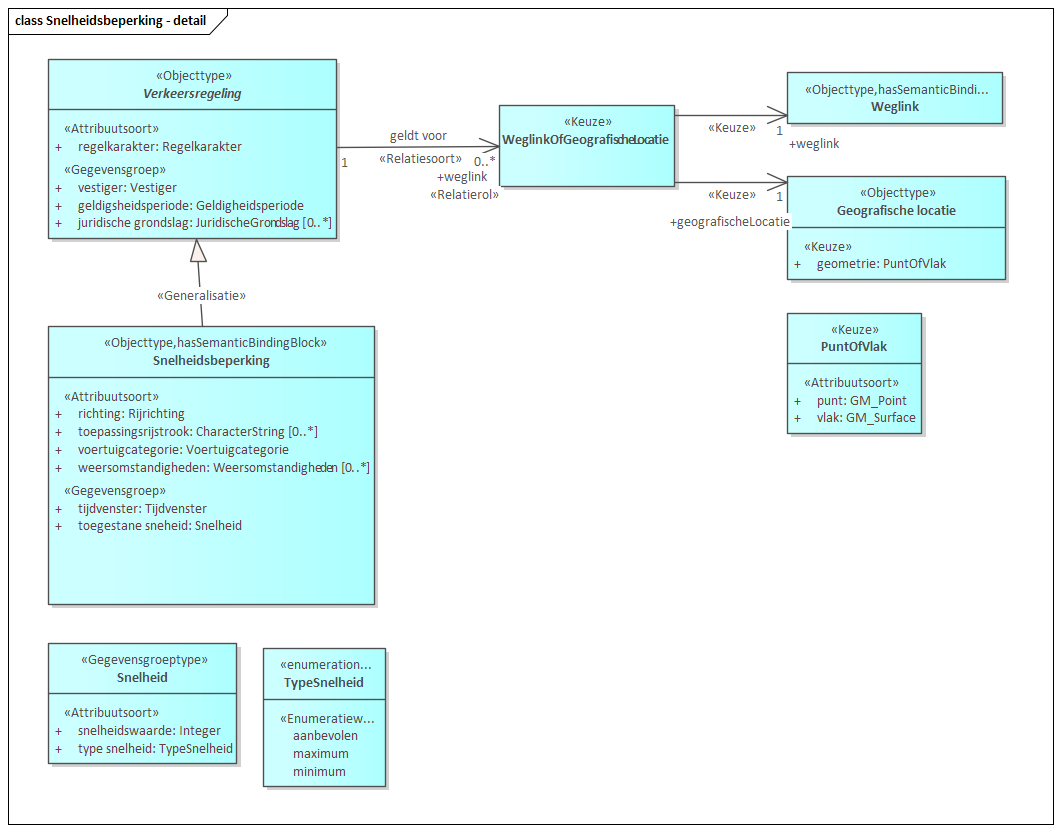 class Snelheidsbeperking - detail
«Objecttype»
Verkeersregeling
«Attribuutsoort»
+ regelkarakter: Regelkarakter
«Gegevensgroep»
+ vestiger: Vestiger
+ geldigsheidsperiode: Geldigheidsperiode
+ juridische grondslag: JuridischeGrondslag [0..*]
geldt voor
«Relatiesoort»
1
0..*
+weglink
«Relatierol»
«Keuze»
WeglinkOfGeografischeLocatie
«Keuze»
1
+weglink
«Objecttype,hasSemanticBindi...
Weglink
«Keuze»
1
+geografischeLocatie
«Objecttype»
Geografische locatie
«Keuze»
+ geometrie: PuntOfVlak
«Generalisatie»
«Objecttype,hasSemanticBindingBlock»
Snelheidsbeperking
«Attribuutsoort»
+ richting: Rijrichting
+ toepassingsrijstrook: CharacterString [0..*]
+ voertuigcategorie: Voertuigcategorie
+ weersomstandigheden: Weersomstandigheden [0..*]
«Gegevensgroep»
+ tijdvenster: Tijdvenster
+ toegestane sneheid: Snelheid
«Keuze»
PuntOfVlak
«Attribuutsoort»
+ punt: GM_Point
+ vlak: GM_Surface
«Gegevensgroeptype»
Snelheid
«Attribuutsoort»
+ snelheidswaarde: Integer
+ type snelheid: TypeSnelheid
«enumeration...
TypeSnelheid
«Enumeratiew...
aanbevolen
maximum
minimum